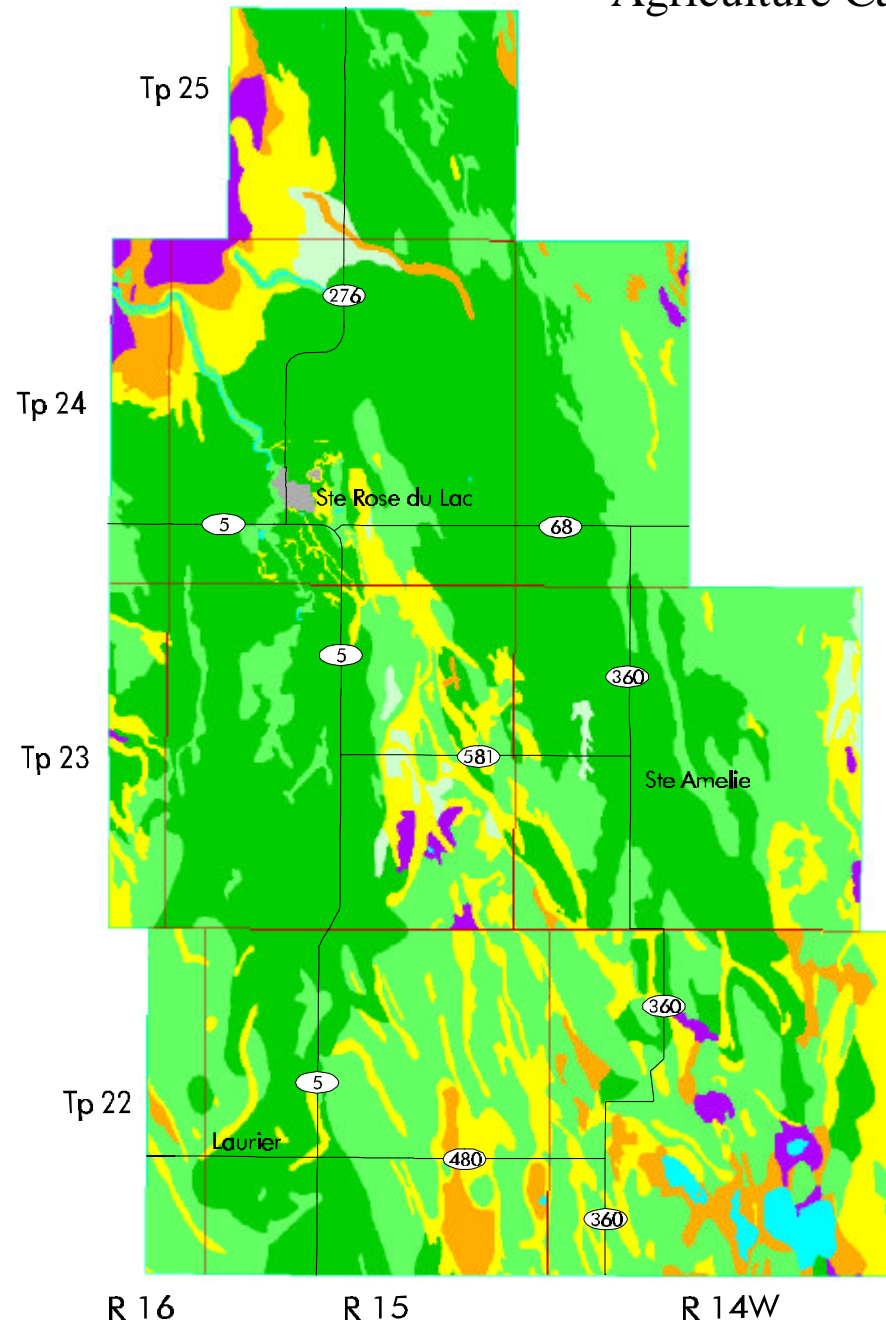 Agriculture Ca
Tp 25
276
Tp 24
Ste Rose du Lac
5
68
5
360
Tp 23
581
Ste Amelie
360
5
Tp 22
Laurier
480
360
R 16
R 15
R 14W